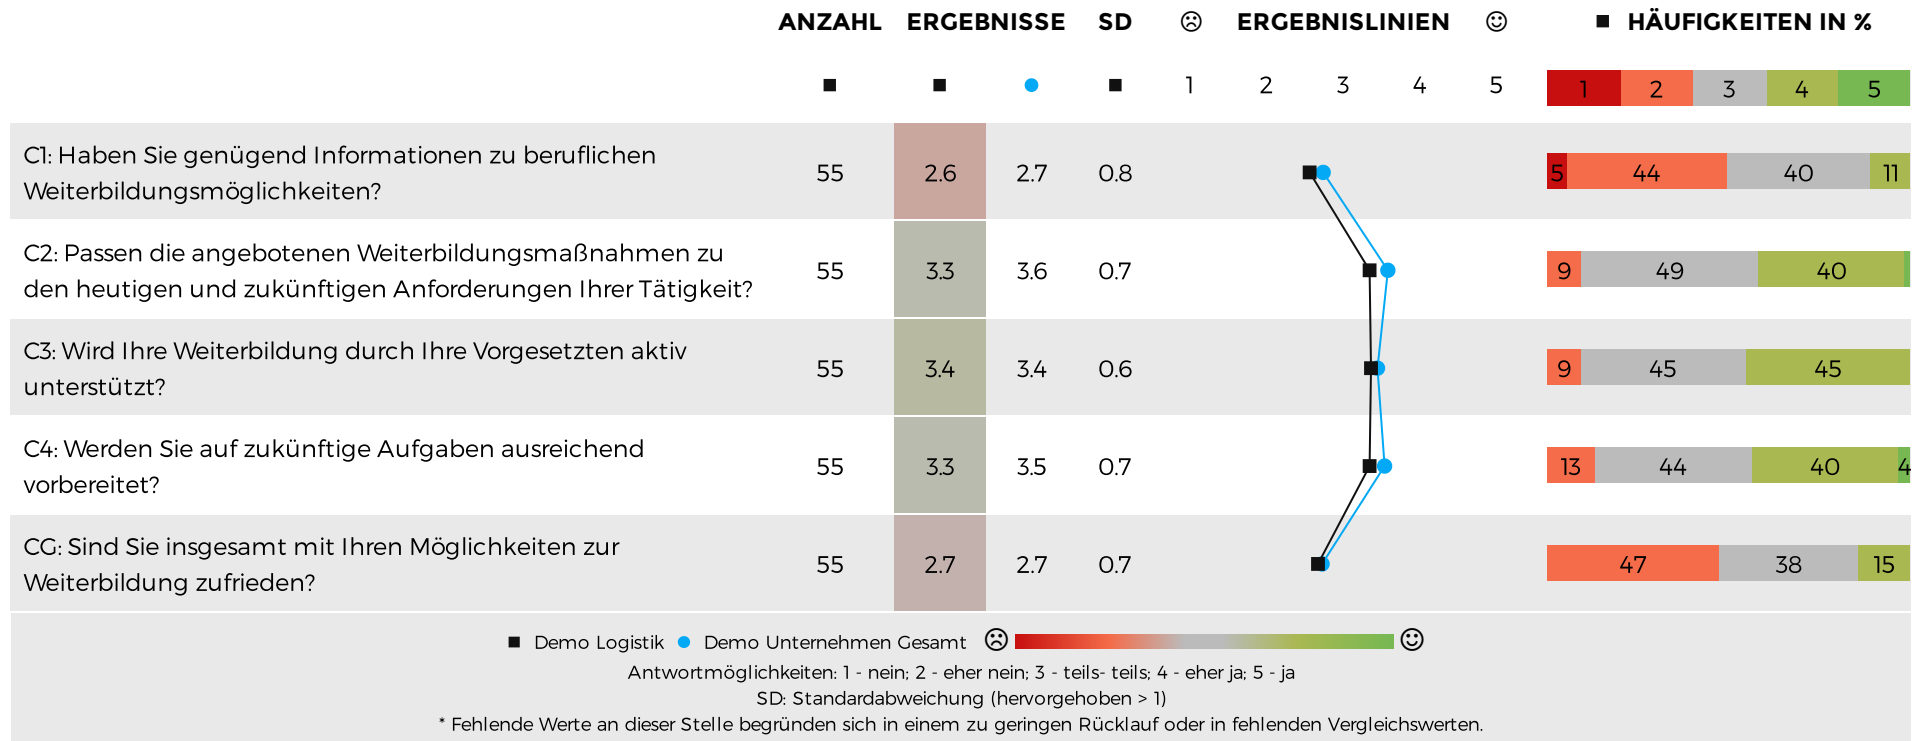 ANZAHL ERGEBNISSE SD ERGEBNISLINIEN HÄUFIGKEITEN IN %
1 2 3 4 5 1 2 3 4 5
C1: Haben Sie genügend Informationen zu beruflichen
Weiterbildungsmöglichkeiten?
55 2.6 2.7 0.8 5 44 40 11
C2: Passen die angebotenen Weiterbildungsmaßnahmen zu
den heutigen und zukünftigen Anforderungen Ihrer Tätigkeit?
55 3.3 3.6 0.7 9 49 40
C3: Wird Ihre Weiterbildung durch Ihre Vorgesetzten aktiv
unterstützt?
55 3.4 3.4 0.6 9 45 45
C4: Werden Sie auf zukünftige Aufgaben ausreichend
vorbereitet?
55 3.3 3.5 0.7 13 44 40 4
CG: Sind Sie insgesamt mit Ihren Möglichkeiten zur
Weiterbildung zufrieden?
55 2.7 2.7 0.7 47 38 15
Demo Logistik Demo Unternehmen Gesamt
Antwortmöglichkeiten: 1 - nein; 2 - eher nein; 3 - teils- teils; 4 - eher ja; 5 - ja
SD: Standardabweichung (hervorgehoben > 1)
* Fehlende Werte an dieser Stelle begründen sich in einem zu geringen Rücklauf oder in fehlenden Vergleichswerten.